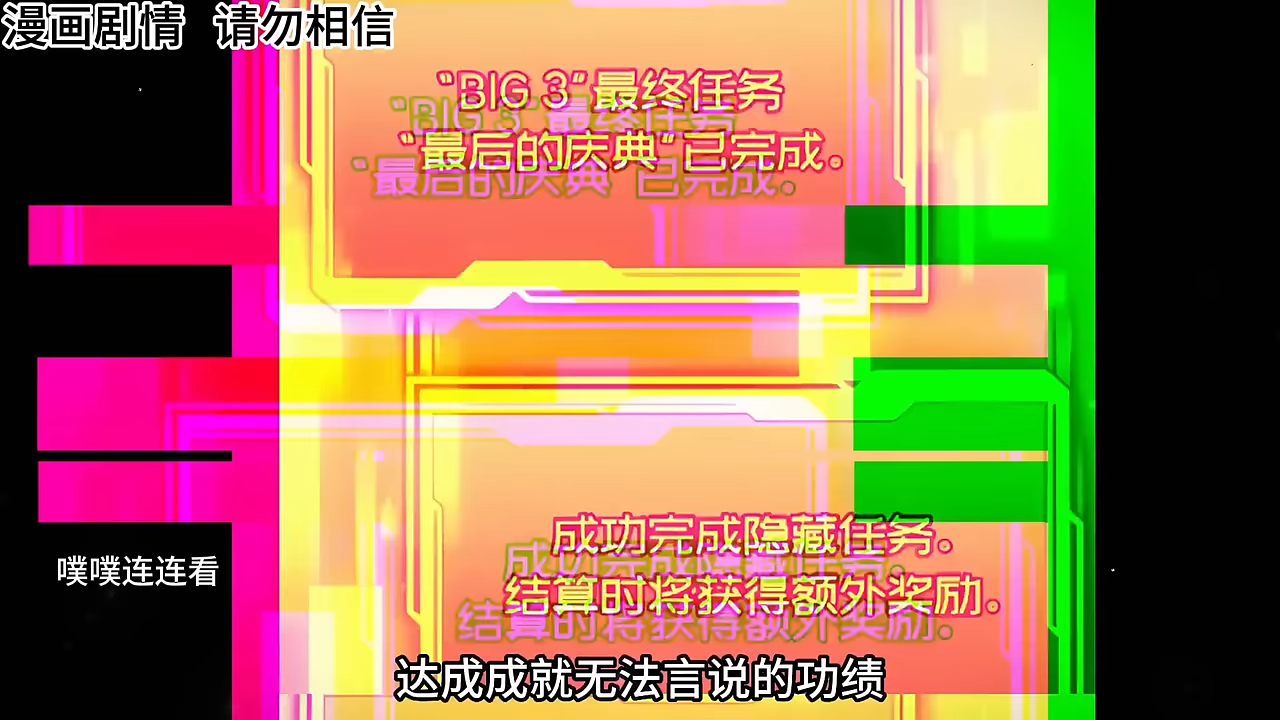 漫画剧情 请勿相信
“BIG 3”最终任务
“最后的庆典”已完成.
成功完成隐藏任务.
结算时将获得额外奖励.
噗噗连连看
达成成就无法言说的功绩